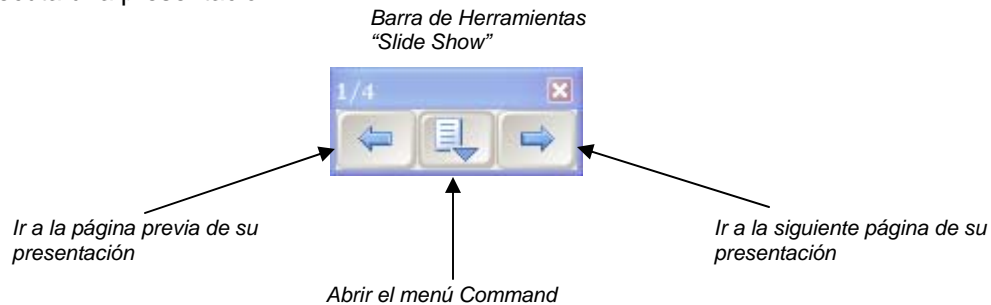 Barra de Herramientas
“Slide Show”
1/4
Ir a la página previa de su
presentación
Ir a la siguiente página de su
presentación
Abrir el menú Command